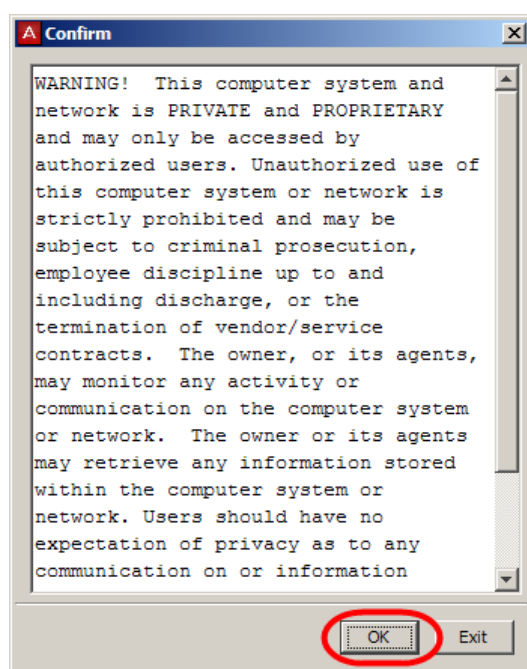 A Confirm
WARNING!  This computer system and
network is PRIVATE and PROPRIETARY
and may only be accessed by
authorized users. Unauthorized use of
this computer system or network is
strictly prohibited and may be
subject to criminal prosecution,
employee discipline up to and
including discharge, or the
termination of vendor/service
contracts.  The owner, or its agents,
may monitor any activity or
communication on the computer system
or network.  The owner or its agents
may retrieve any information stored
within the computer system or
network. Users should have no
expectation of privacy as to any
communication on or information
OK Exit